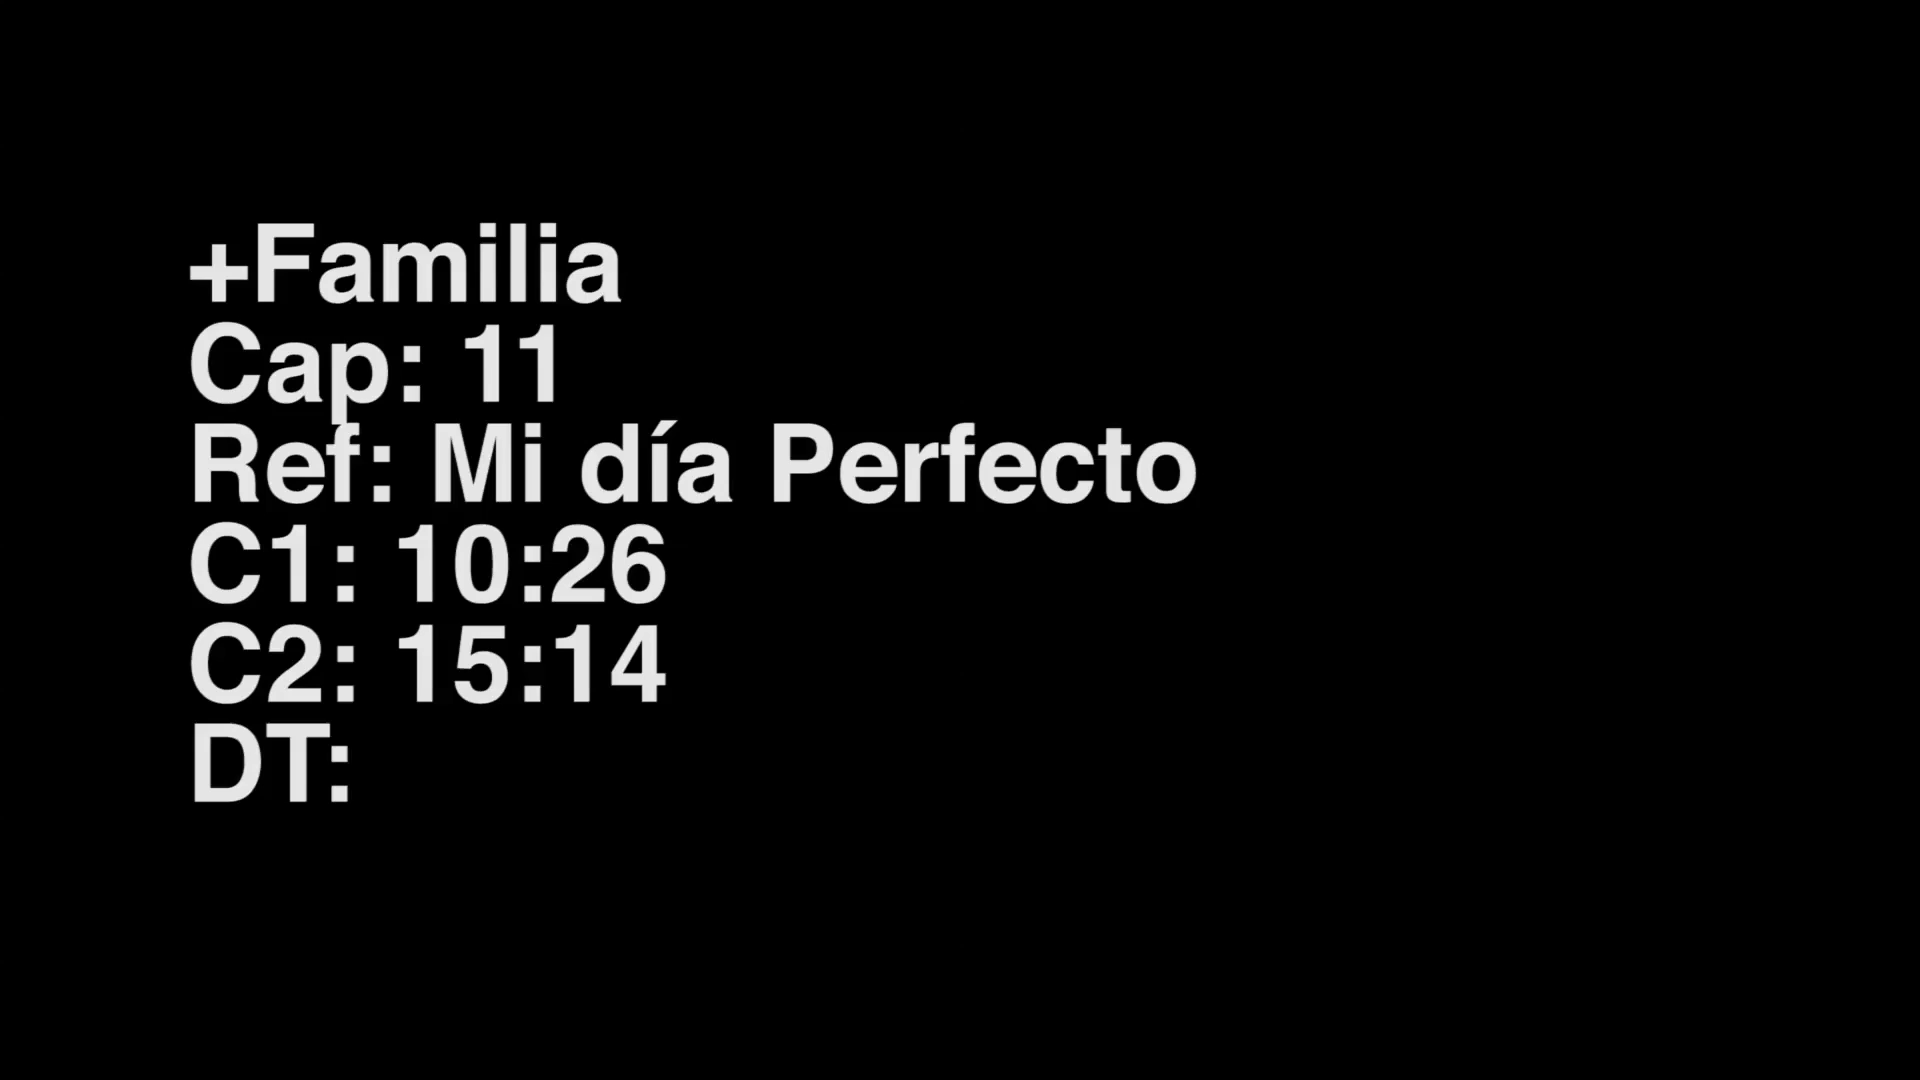 +Familia
Cap: 11
Ref: Mi día Perfecto
C1: 10:26
C2: 15:14
DT: